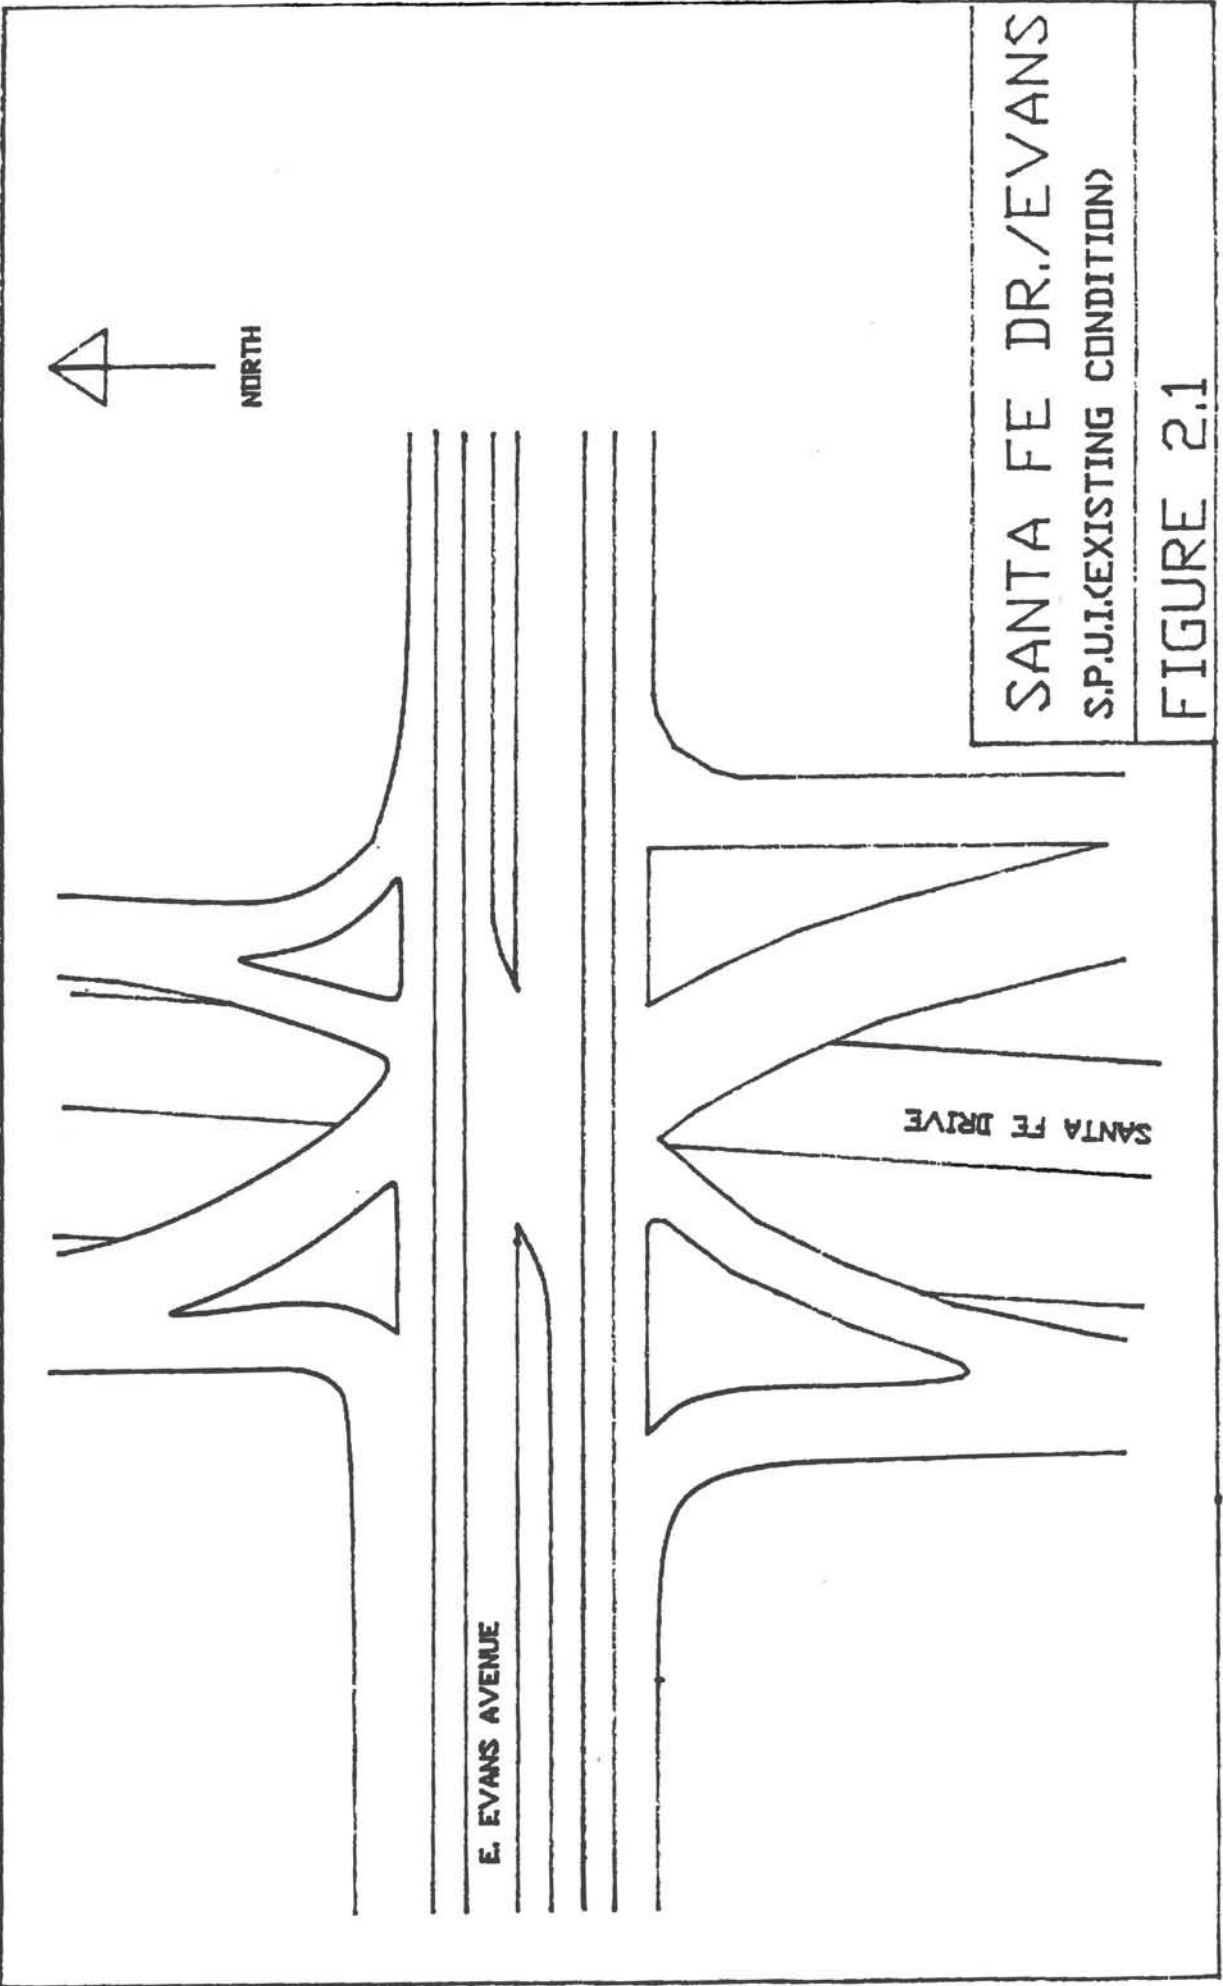 NORTH
E. EVANS AVENUE
SANTA FE DRIVE
SANTA FE DR./EVANS
S.P.U.I.(EXISTING CONDITION)
FIGURE 2.1